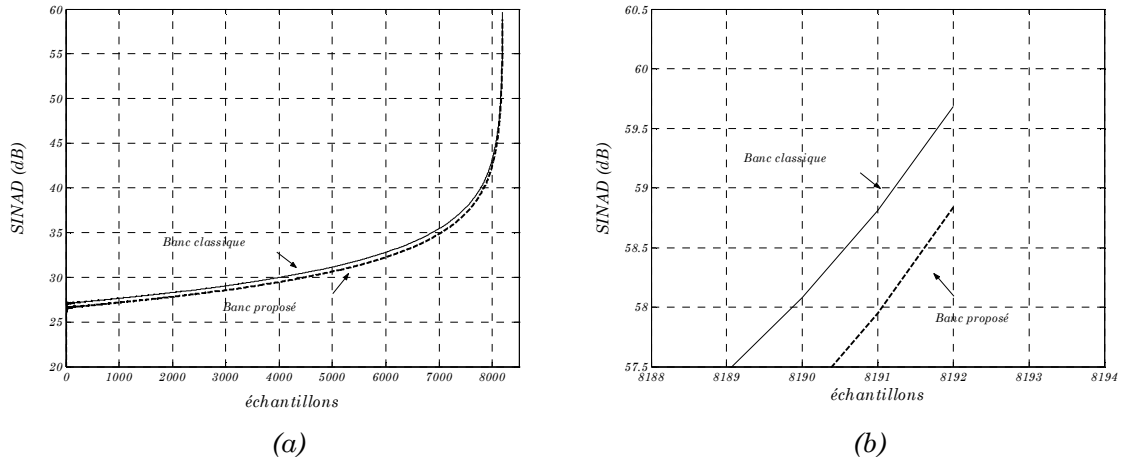 60
55
50
45
40
35
30
25
20
SINAD (dB)
Banc classique
Banc proposé
0 1000 2000 3000 4000 5000 6000 7000 8000
échantillons
(a)
60.5
60
59.5
59
58.5
58
57.5
SINAD (dB)
Banc classique
Banc proposé
8188 8189 8190 8191 8192 8193 8194
échantillons
(b)